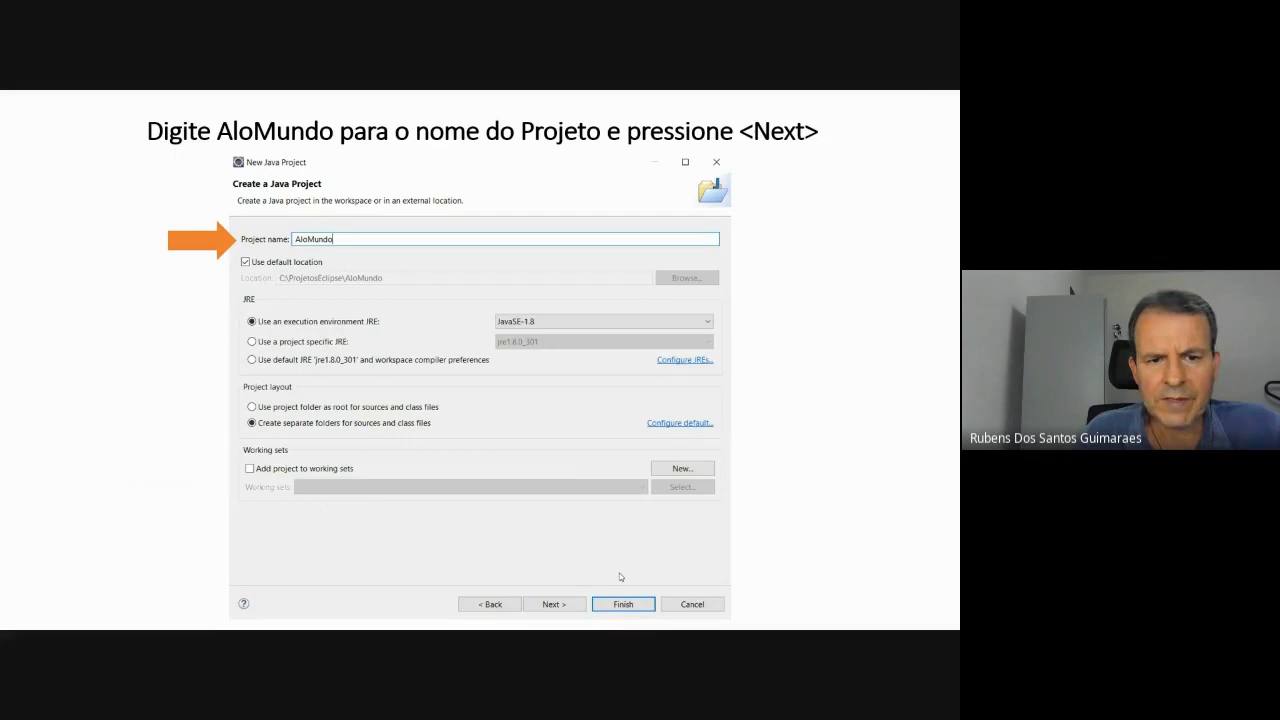 Digite AloMundo para o nome do Projeto e pressione <Next>
New Java Project
Create a Java Project
Create a Java project in the workspace or in an external location.
Project name: AloMundo
Use default location
Location: C:\ProjetosEclipse\AloMundo Browse...
JRE
Use an execution environment JRE: JavaSE-1.8
Use a project specific JRE: jre1.8.0_301
Use default JRE 'jre1.8.0_301' and workspace compiler preferences Configure JREs...
Project layout
Use project folder as root for sources and class files
Create separate folders for sources and class files Configure default...
Working sets
Add project to working sets New...
Working sets: Select...
? < Back Next > Finish Cancel
Rubens Dos Santos Guimaraes